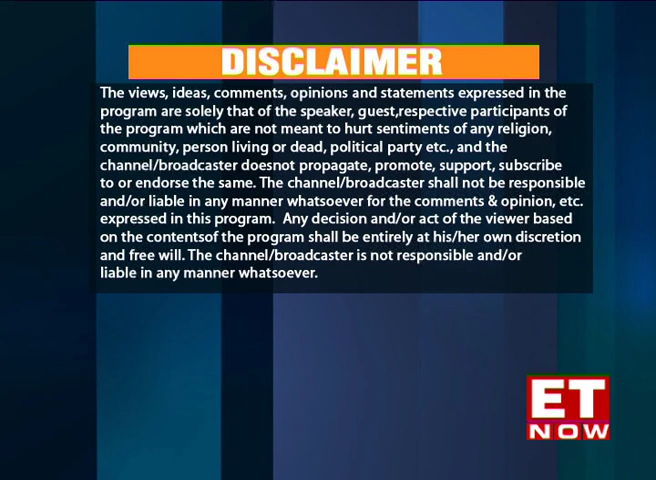 DISCLAIMER
The views, ideas, comments, opinions and statements expressed in the
program are solely that of the speaker, guest,respective participants of
the program which are not meant to hurt sentiments of any religion,
community, person living or dead, political party etc., and the
channel/broadcaster doesnot propagate, promote, support, subscribe
to or endorse the same. The channel/broadcaster shall not be responsible
and/or liable in any manner whatsoever for the comments & opinion, etc.
expressed in this program.  Any decision and/or act of the viewer based
on the contentsof the program shall be entirely at his/her own discretion
and free will. The channel/broadcaster is not responsible and/or
liable in any manner whatsoever.
ET
NOW